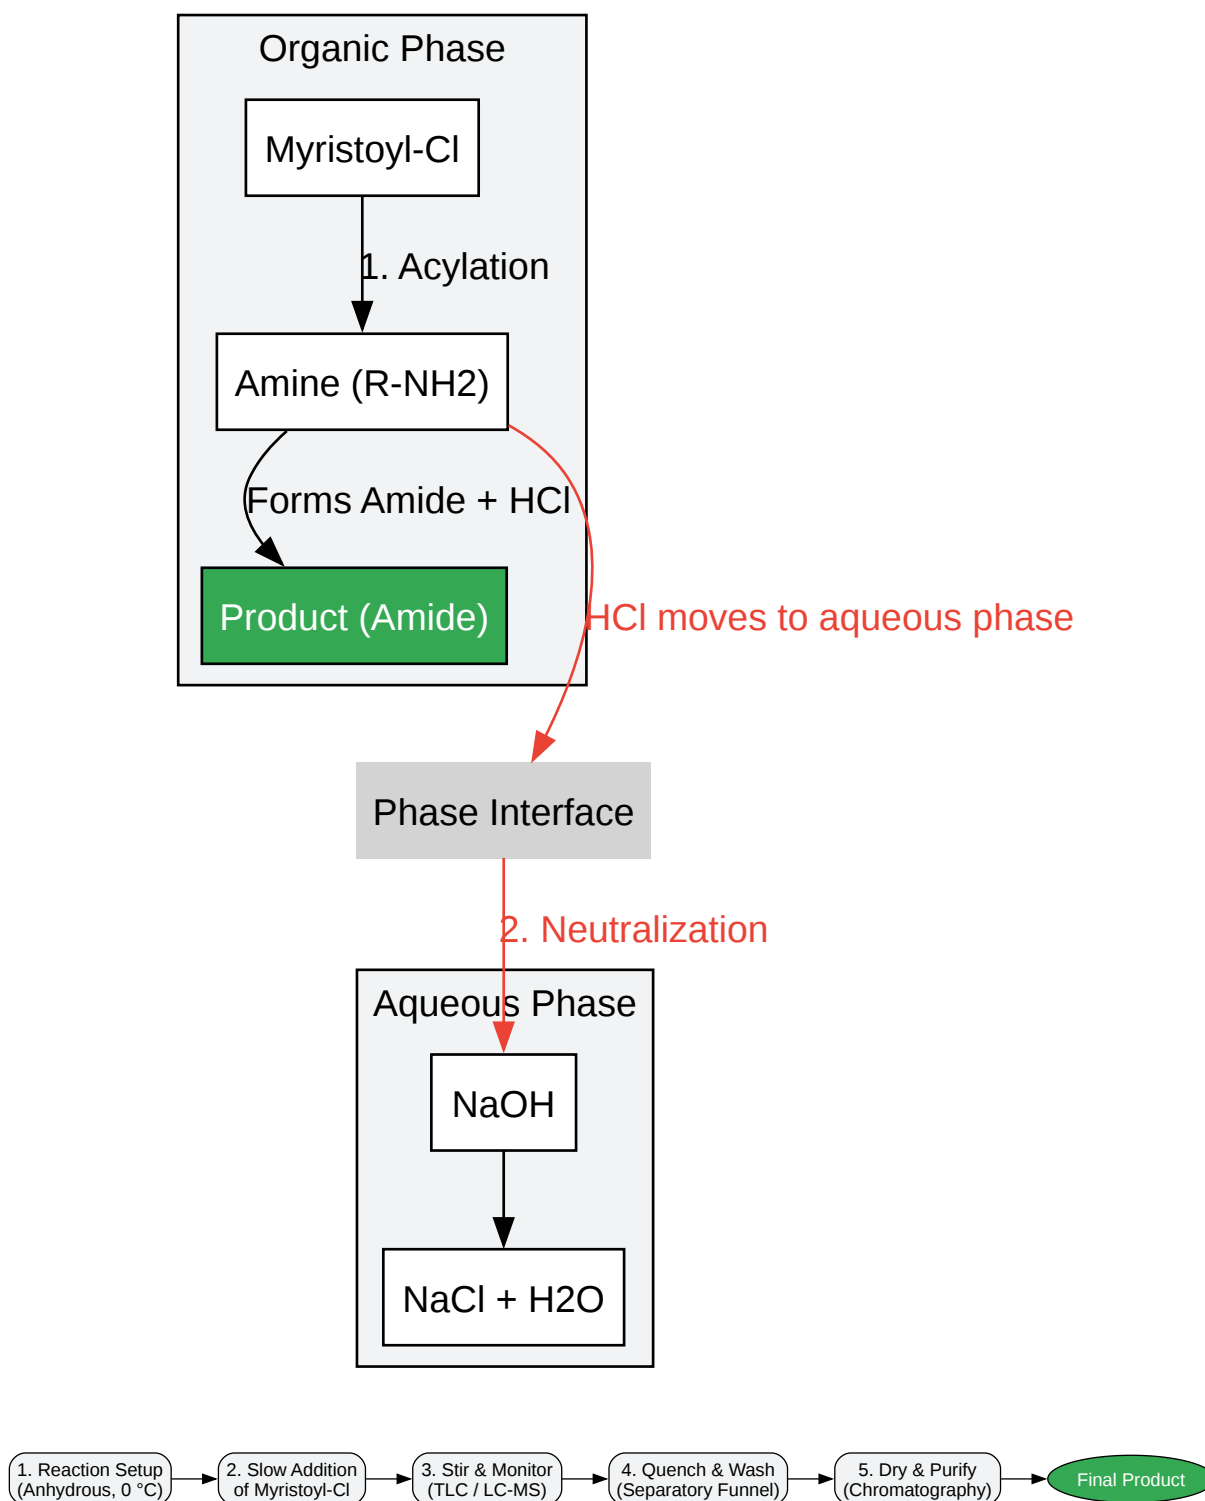 Organic Phase
Myristoyl-Cl
1. Acylation
Amine (R-NH2)
Forms Amide + HCl
Product (Amide)
HCl moves to aqueous phase
Phase Interface
2. Neutralization
Aqueous Phase
NaOH
NaCl + H2O
1. Reaction Setup
(Anhydrous, 0 °C)
2. Slow Addition
of Myristoyl-Cl
3. Stir & Monitor
(TLC / LC-MS)
4. Quench & Wash
(Separatory Funnel)
5. Dry & Purify
(Chromatography)
Final Product